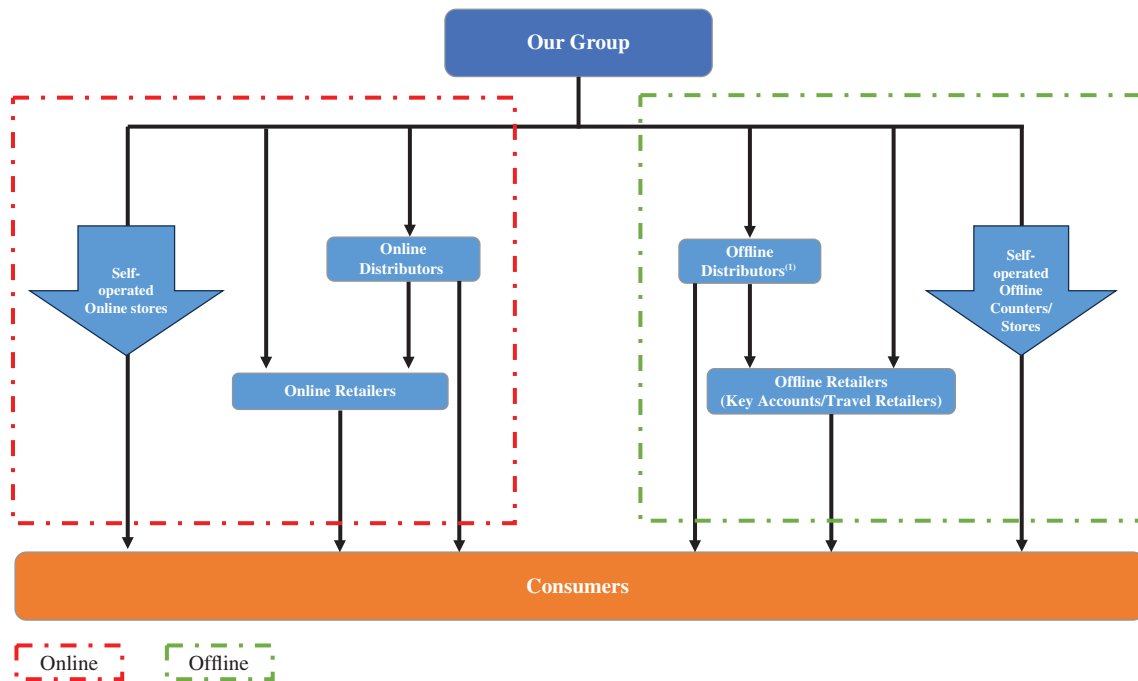 Our Group
Self-
operated
Online stores
Online
Distributors
Online Retailers
Offline
Distributors(1)
Offline Retailers
(Key Accounts/Travel Retailers)
Self-
operated
Offline
Counters/
Stores
Consumers
Online
Offline